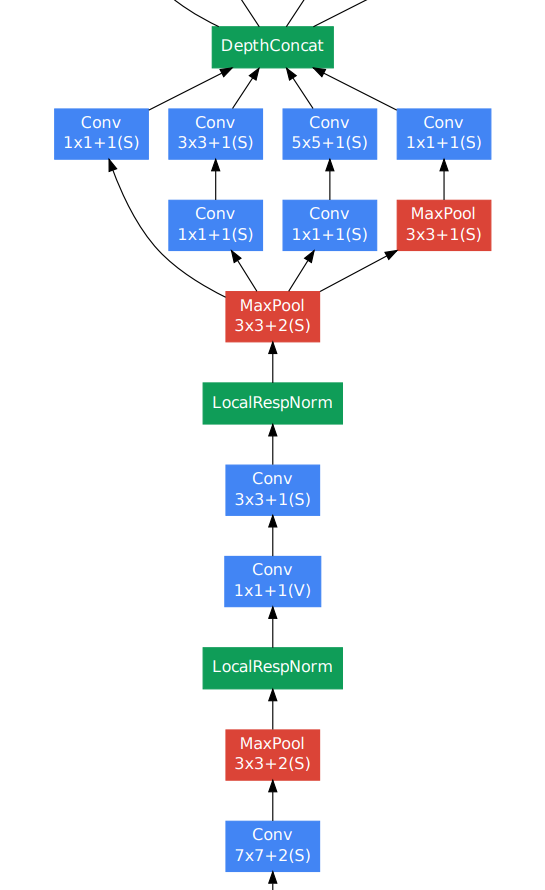 DepthConcat
Conv
1x1+1(S)
Conv
3x3+1(S)
Conv
5x5+1(S)
Conv
1x1+1(S)
Conv
1x1+1(S)
Conv
1x1+1(S)
MaxPool
3x3+1(S)
MaxPool
3x3+2(S)
LocalRespNorm
Conv
3x3+1(S)
Conv
1x1+1(V)
LocalRespNorm
MaxPool
3x3+2(S)
Conv
7x7+2(S)